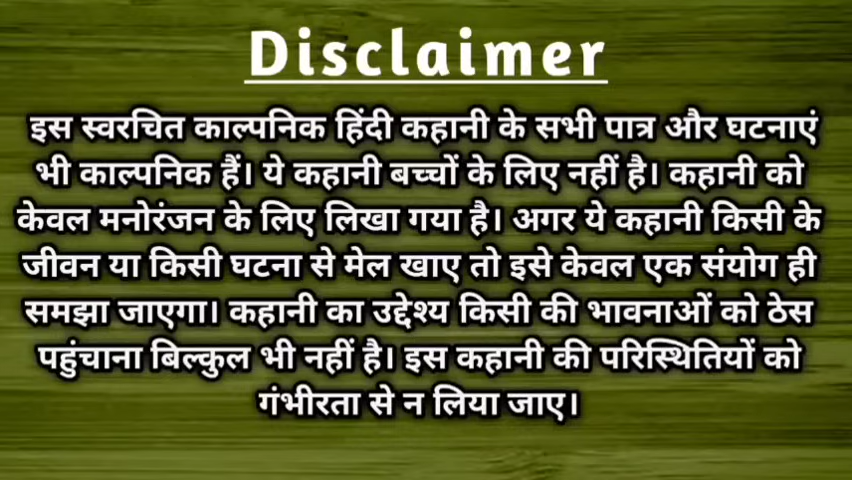 Disclaimer
इस स्वरचित काल्पनिक हिंदी कहानी के सभी पात्र और घटनाएं
भी काल्पनिक हैं। ये कहानी बच्चों के लिए नहीं है। कहानी को
केवल मनोरंजन के लिए लिखा गया है। अगर ये कहानी किसी के
जीवन या किसी घटना से मेल खाए तो इसे केवल एक संयोग ही
समझा जाएगा। कहानी का उद्देश्य किसी की भावनाओं को ठेस
पहुंचाना बिल्कुल भी नहीं है। इस कहानी की परिस्थितियों को
गंभीरता से न लिया जाए।